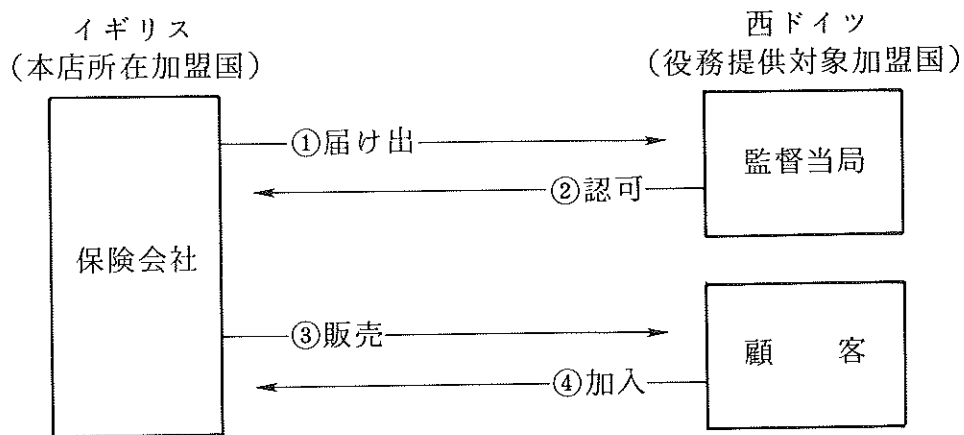 イギリス
(本店所在加盟国)
西ドイツ
(役務提供対象加盟国)
①届け出
監督当局
②認可
保険会社
③販売
顧客
④加入